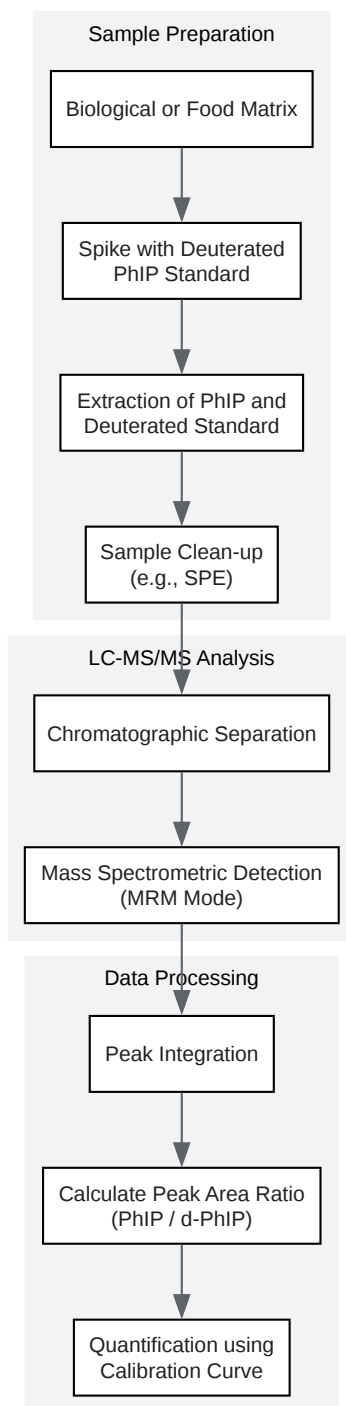 Sample Preparation
Biological or Food Matrix
Spike with Deuterated
PhIP Standard
Extraction of PhIP and
Deuterated Standard
Sample Clean-up
(e.g., SPE)
LC-MS/MS Analysis
Chromatographic Separation
Mass Spectrometric Detection
(MRM Mode)
Data Processing
Peak Integration
Calculate Peak Area Ratio
(PhIP / d-PhIP)
Quantification using
Calibration Curve